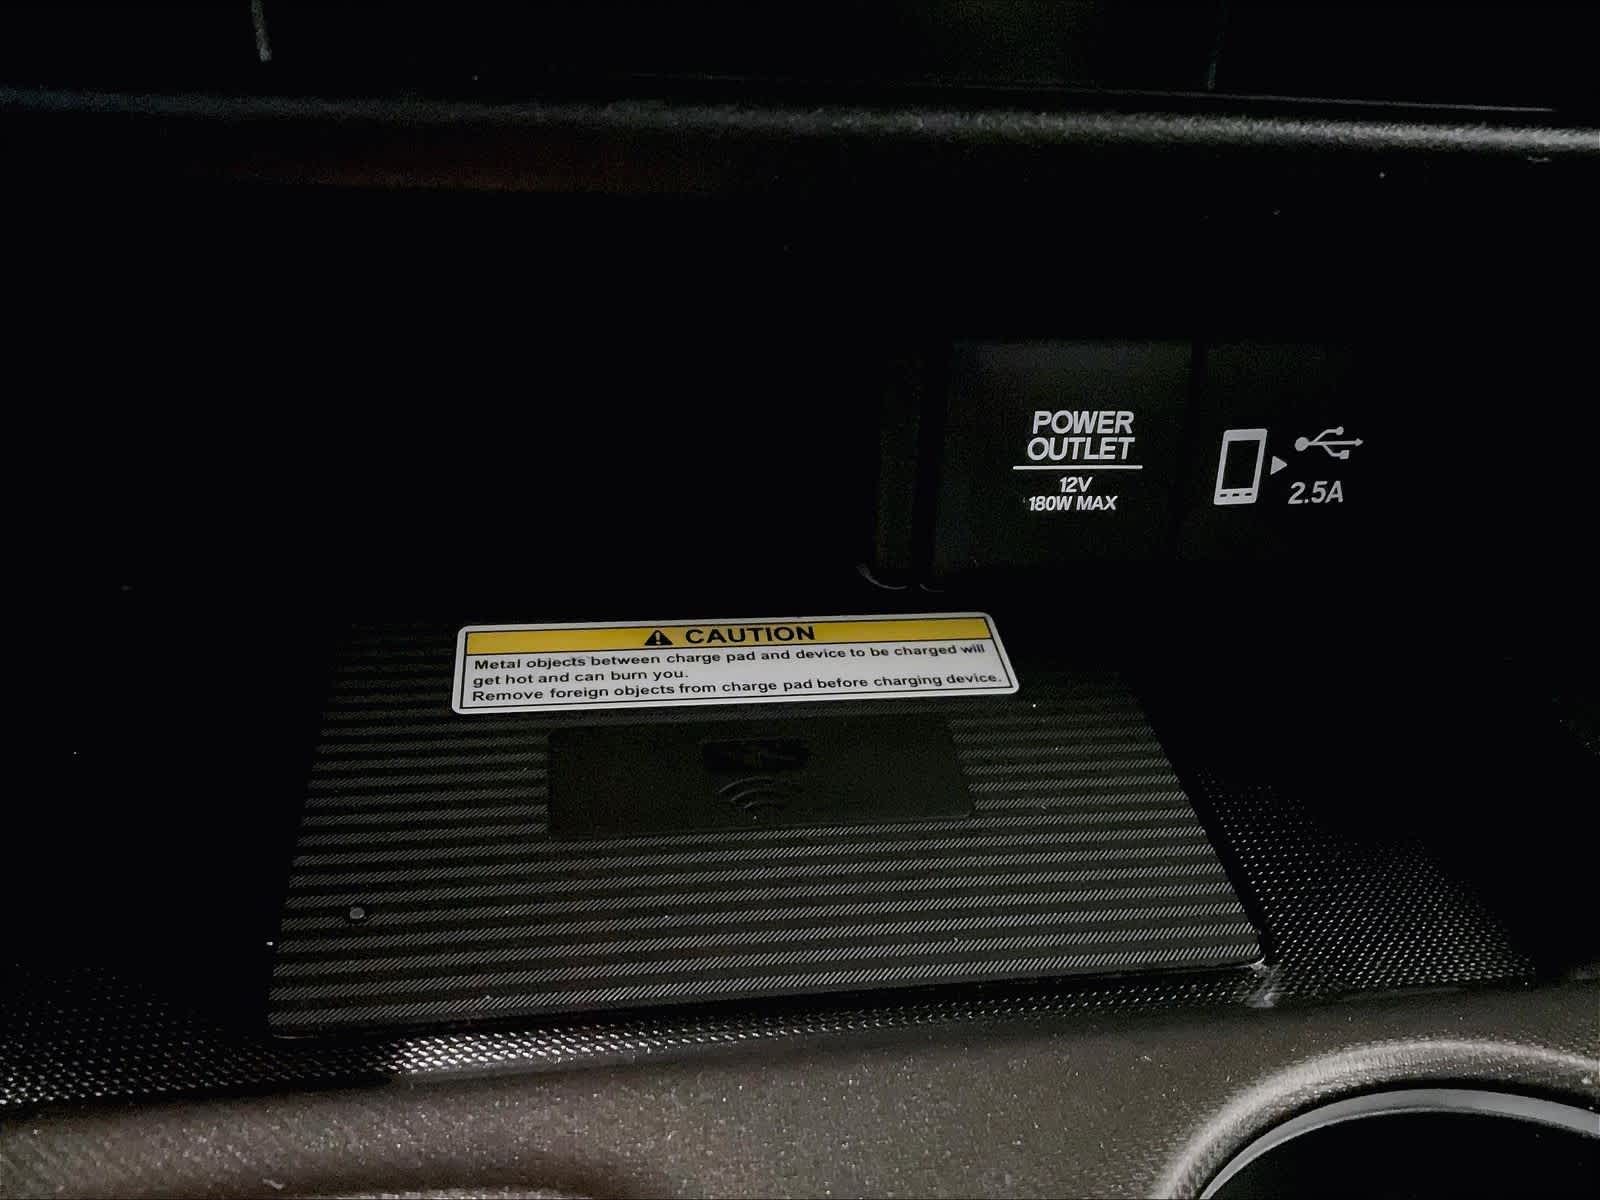 POWER
OUTLET
12V
180W MAX
2.5A
CAUTION
Metal objects between charge pad and device to be charged will
get hot and can burn you.
Remove foreign objects from charge pad before charging device.